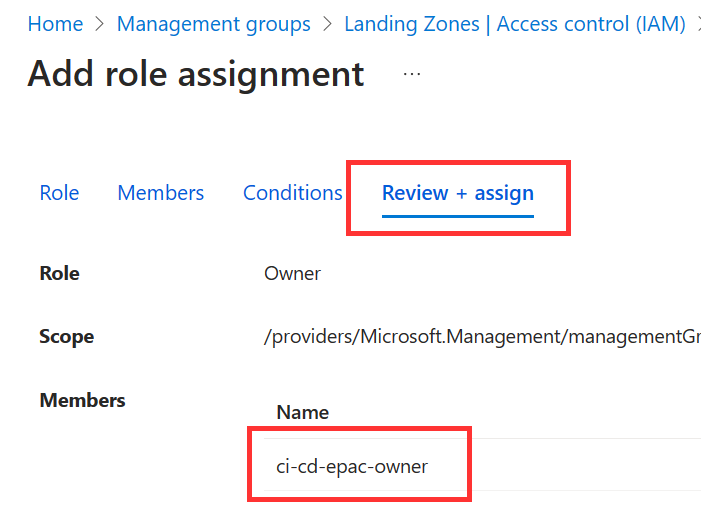 Home > Management groups > Landing Zones | Access control (IAM) >
Add role assignment ...
Role Members Conditions Review + assign
Role Owner
Scope /providers/Microsoft.Management/managementGr
Members
Name
ci-cd-epac-owner